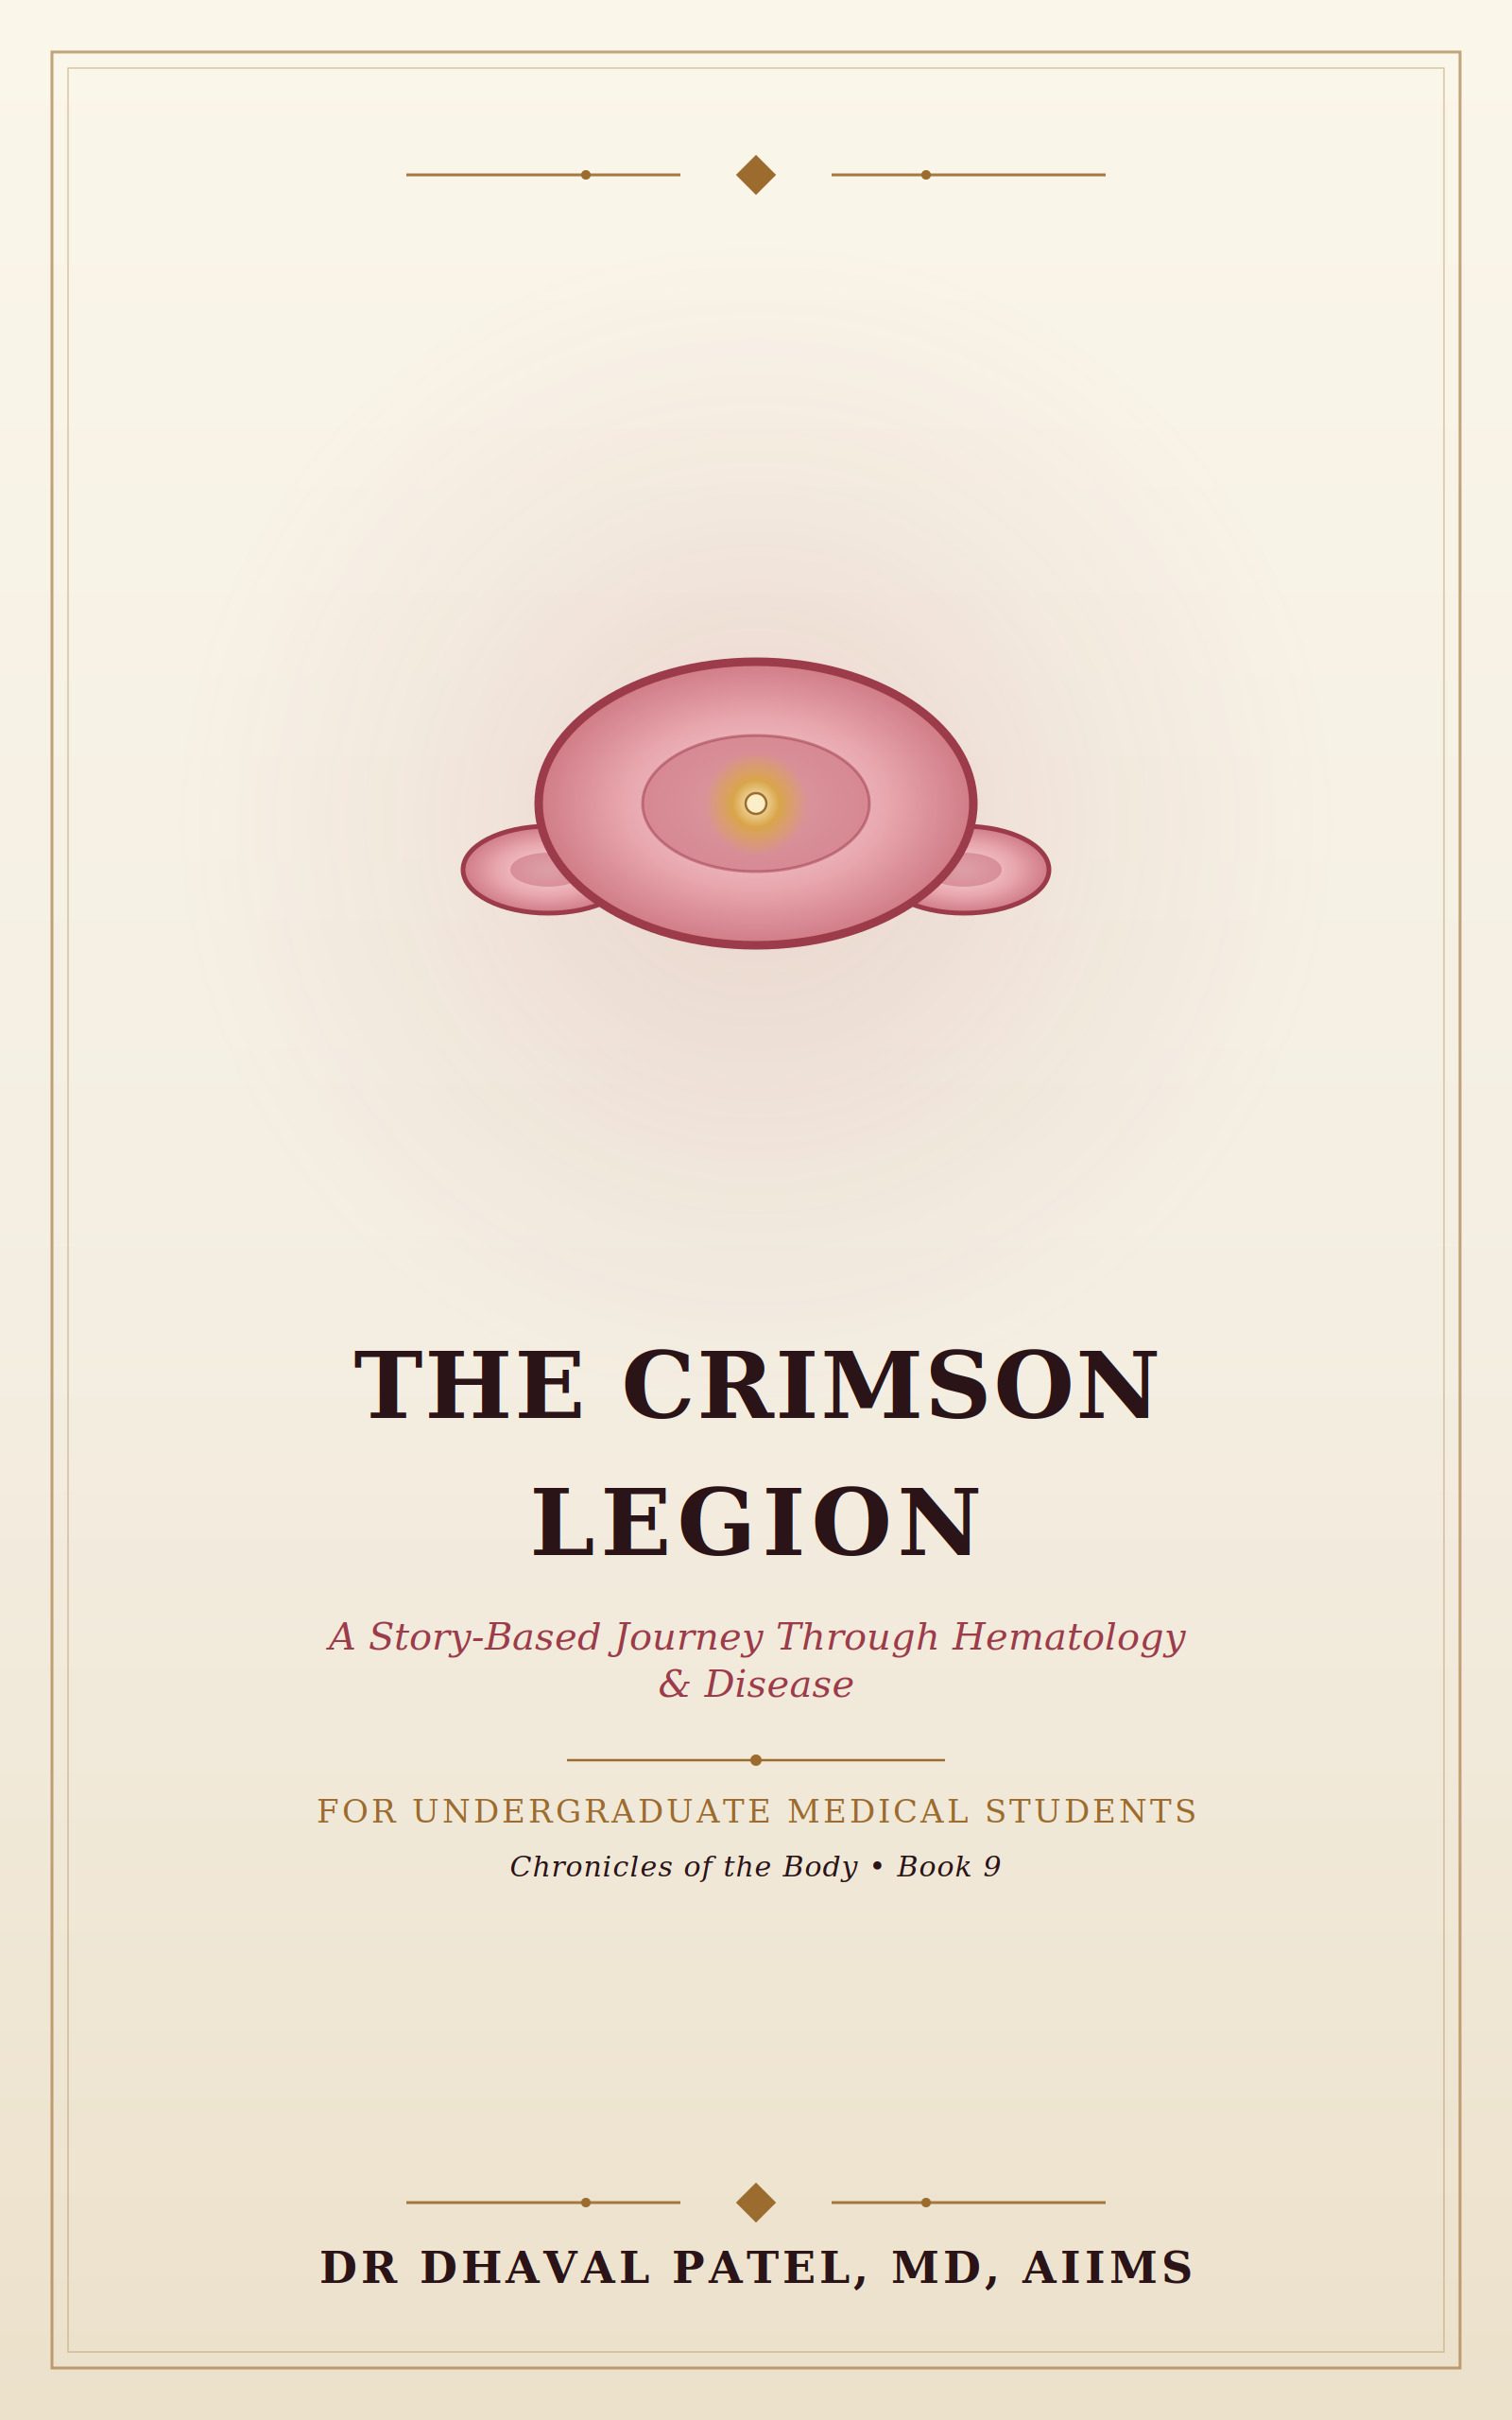 THE CRIMSON
LEGION
A Story-Based Journey Through Hematology
& Disease
FOR UNDERGRADUATE MEDICAL STUDENTS
Chronicles of the Body • Book 9
DR DHAVAL PATEL, MD, AIIMS